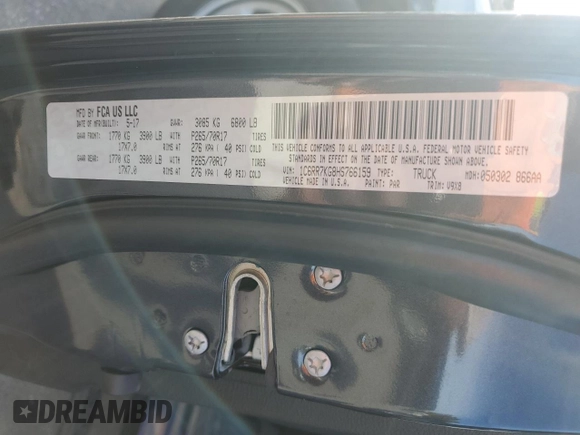 MFD BY FCA US LLC
DATE OF MFR(BUILT): 5-17 GVWR: 3085 KG 6800 LB
GAWR FRONT: 1770 KG 3900 LB WITH P265/70R17 TIRES
17X7.0 RIMS AT 276 KPA( 40 PSI) COLD
GAWR REAR: 1770 KG 3900 LB WITH P265/70R17 TIRES
17X7.0 RIMS AT 276 KPA( 40 PSI) COLD
THIS VEHICLE CONFORMS TO ALL APPLICABLE U.S.A. FEDERAL MOTOR VEHICLE SAFETY
STANDARDS IN EFFECT ON THE DATE OF MANUFACTURE SHOWN ABOVE.
VIN: 1C6RR7KG8HS766159 TYPE: TRUCK MDH: 050302 866AA
VEHICLE MADE IN U.S.A. PAINT: PAR TRIM: V9X8
DREAMBID